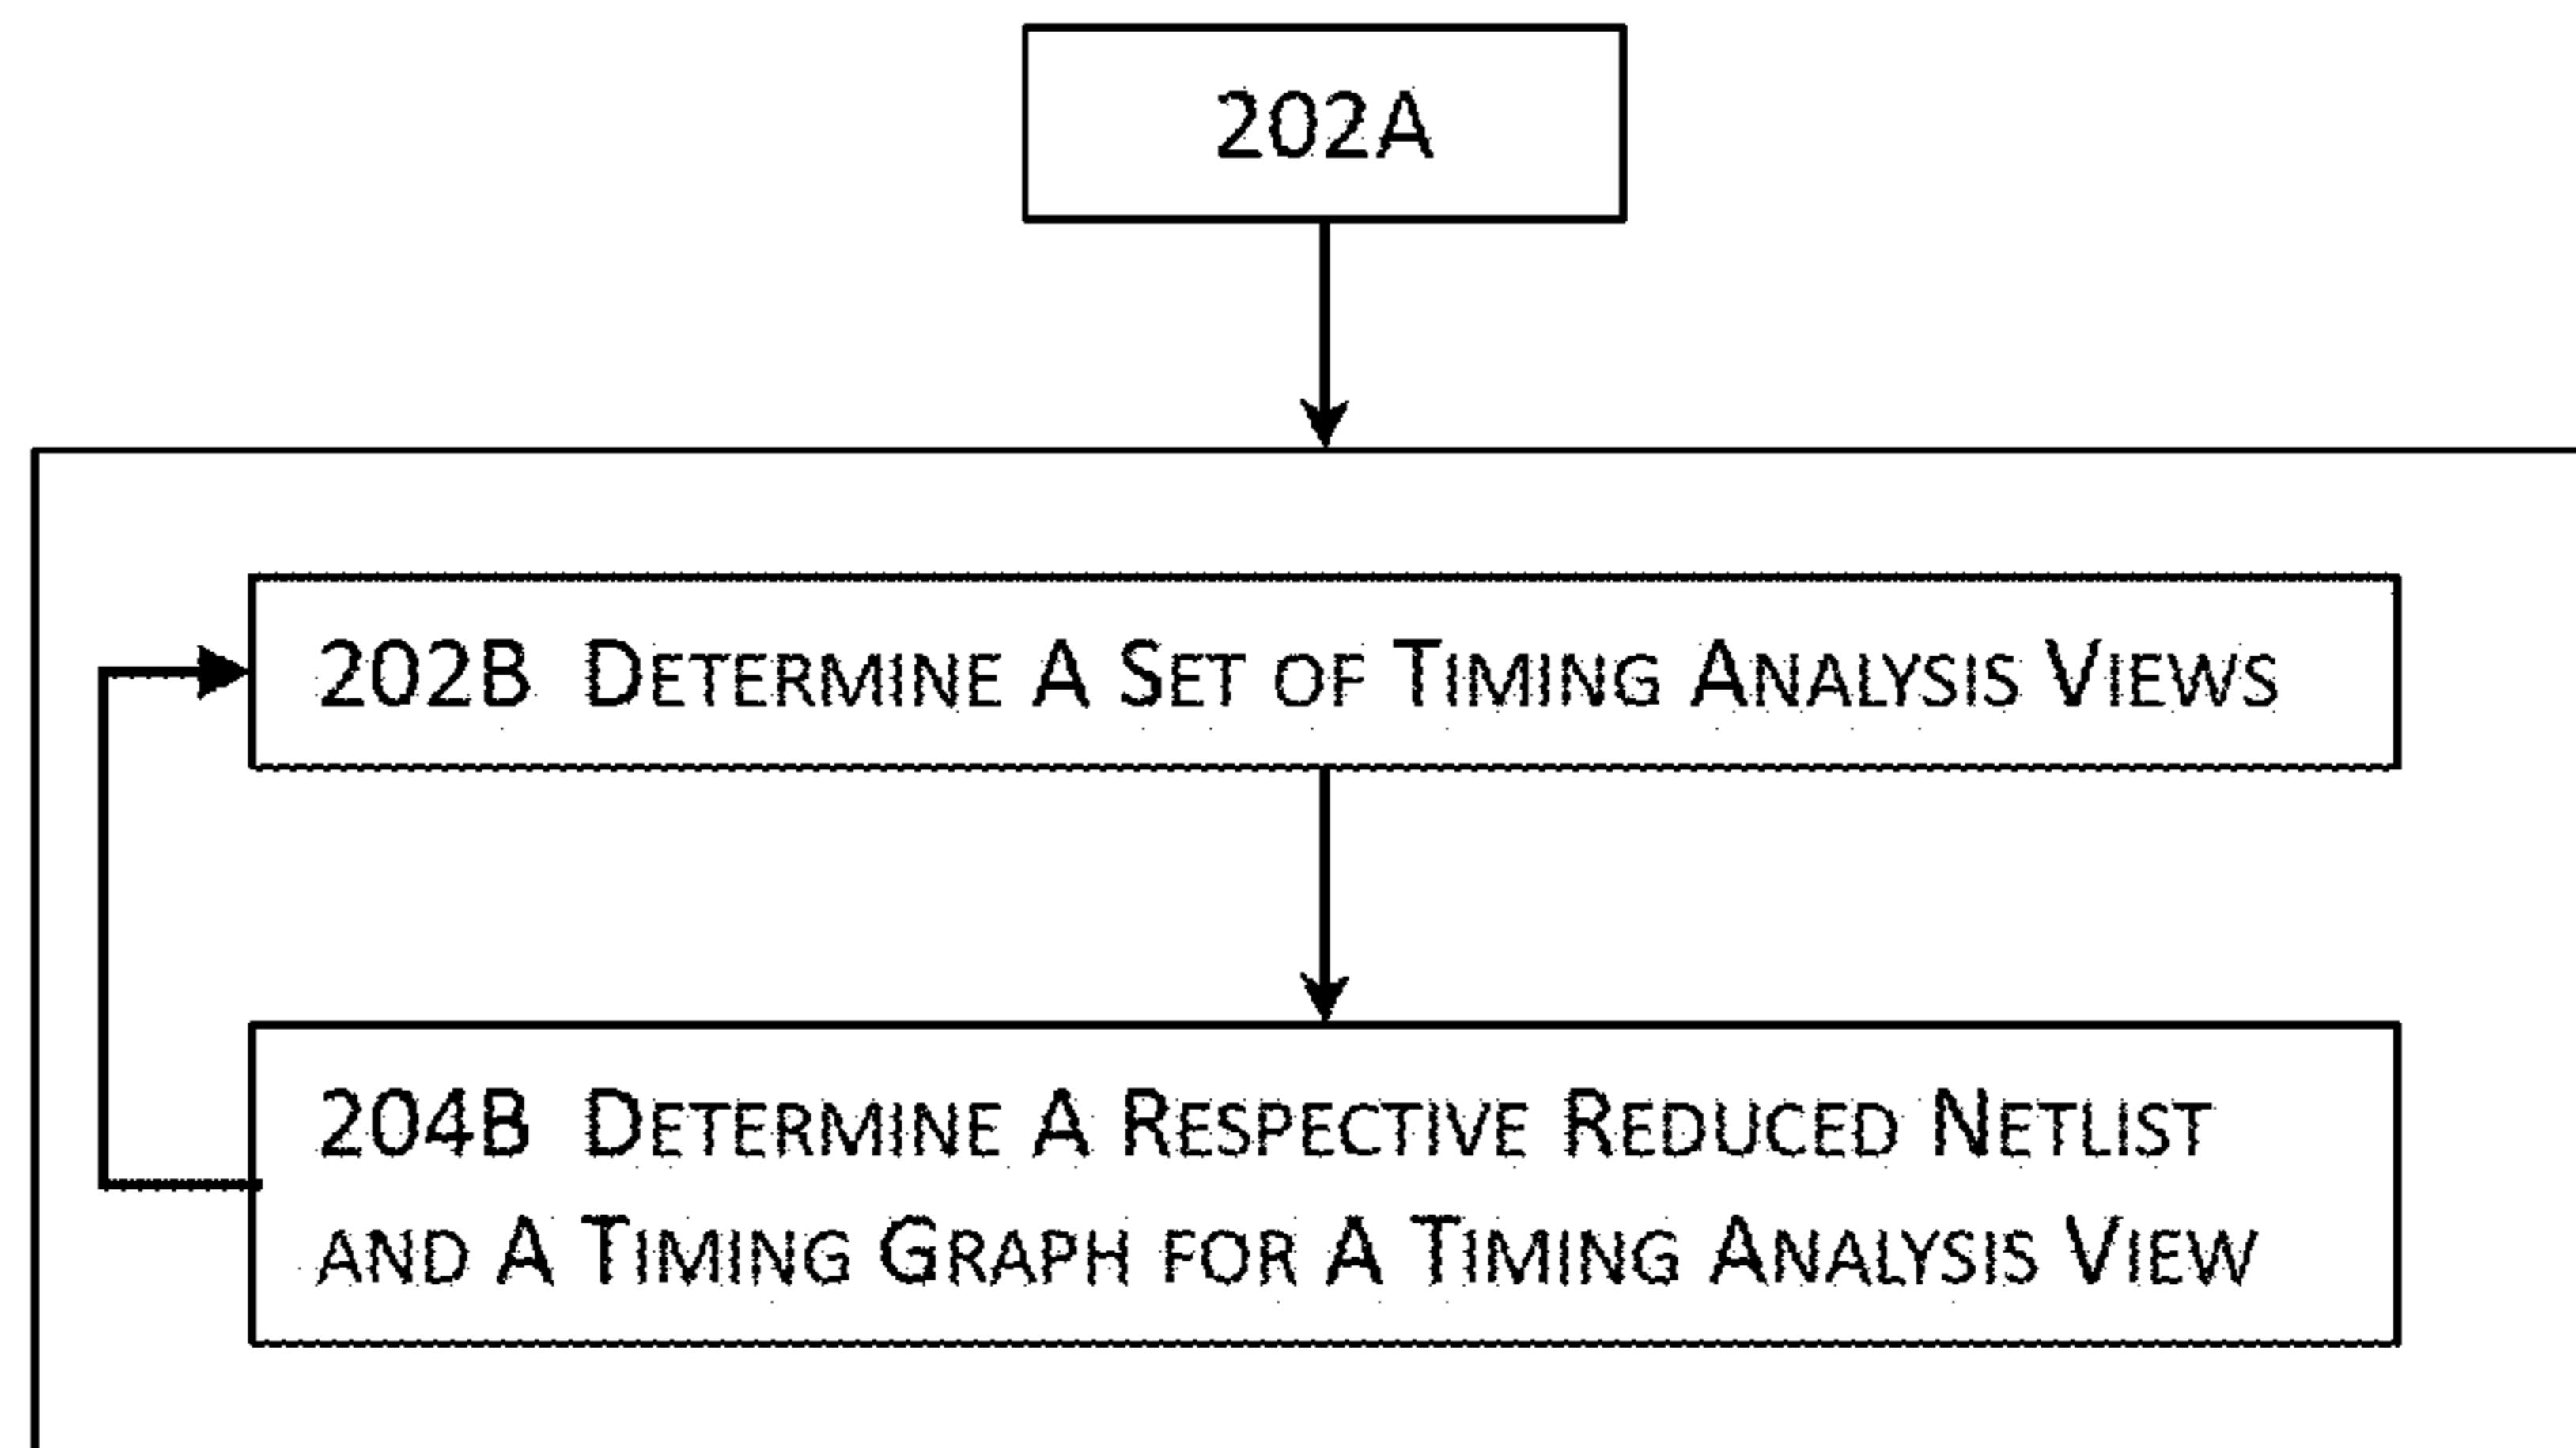 202A
202B Determine A Set of Timing Analysis Views
204B Determine A Respective Reduced Netlist
and A Timing Graph for A Timing Analysis View